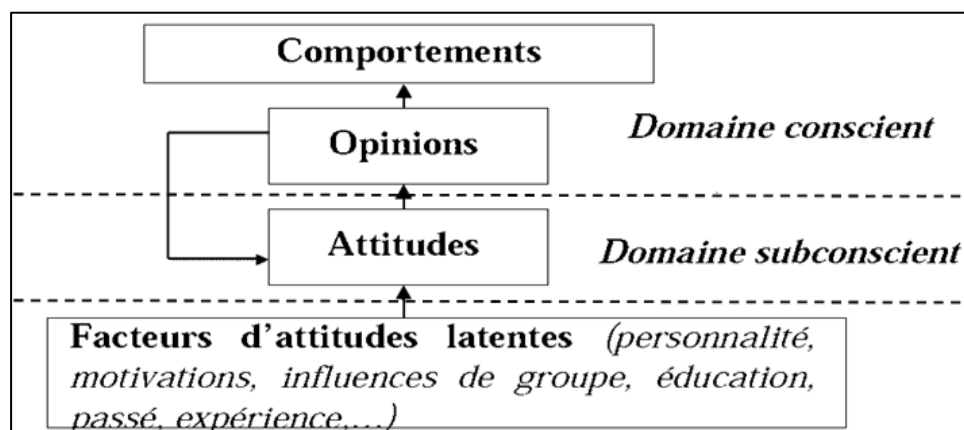 Comportements
Opinions
Domaine conscient
Attitudes
Domaine subconscient
Facteurs d'attitudes latentes (personnalité,
motivations, influences de groupe, éducation,
passé, expérience,...)